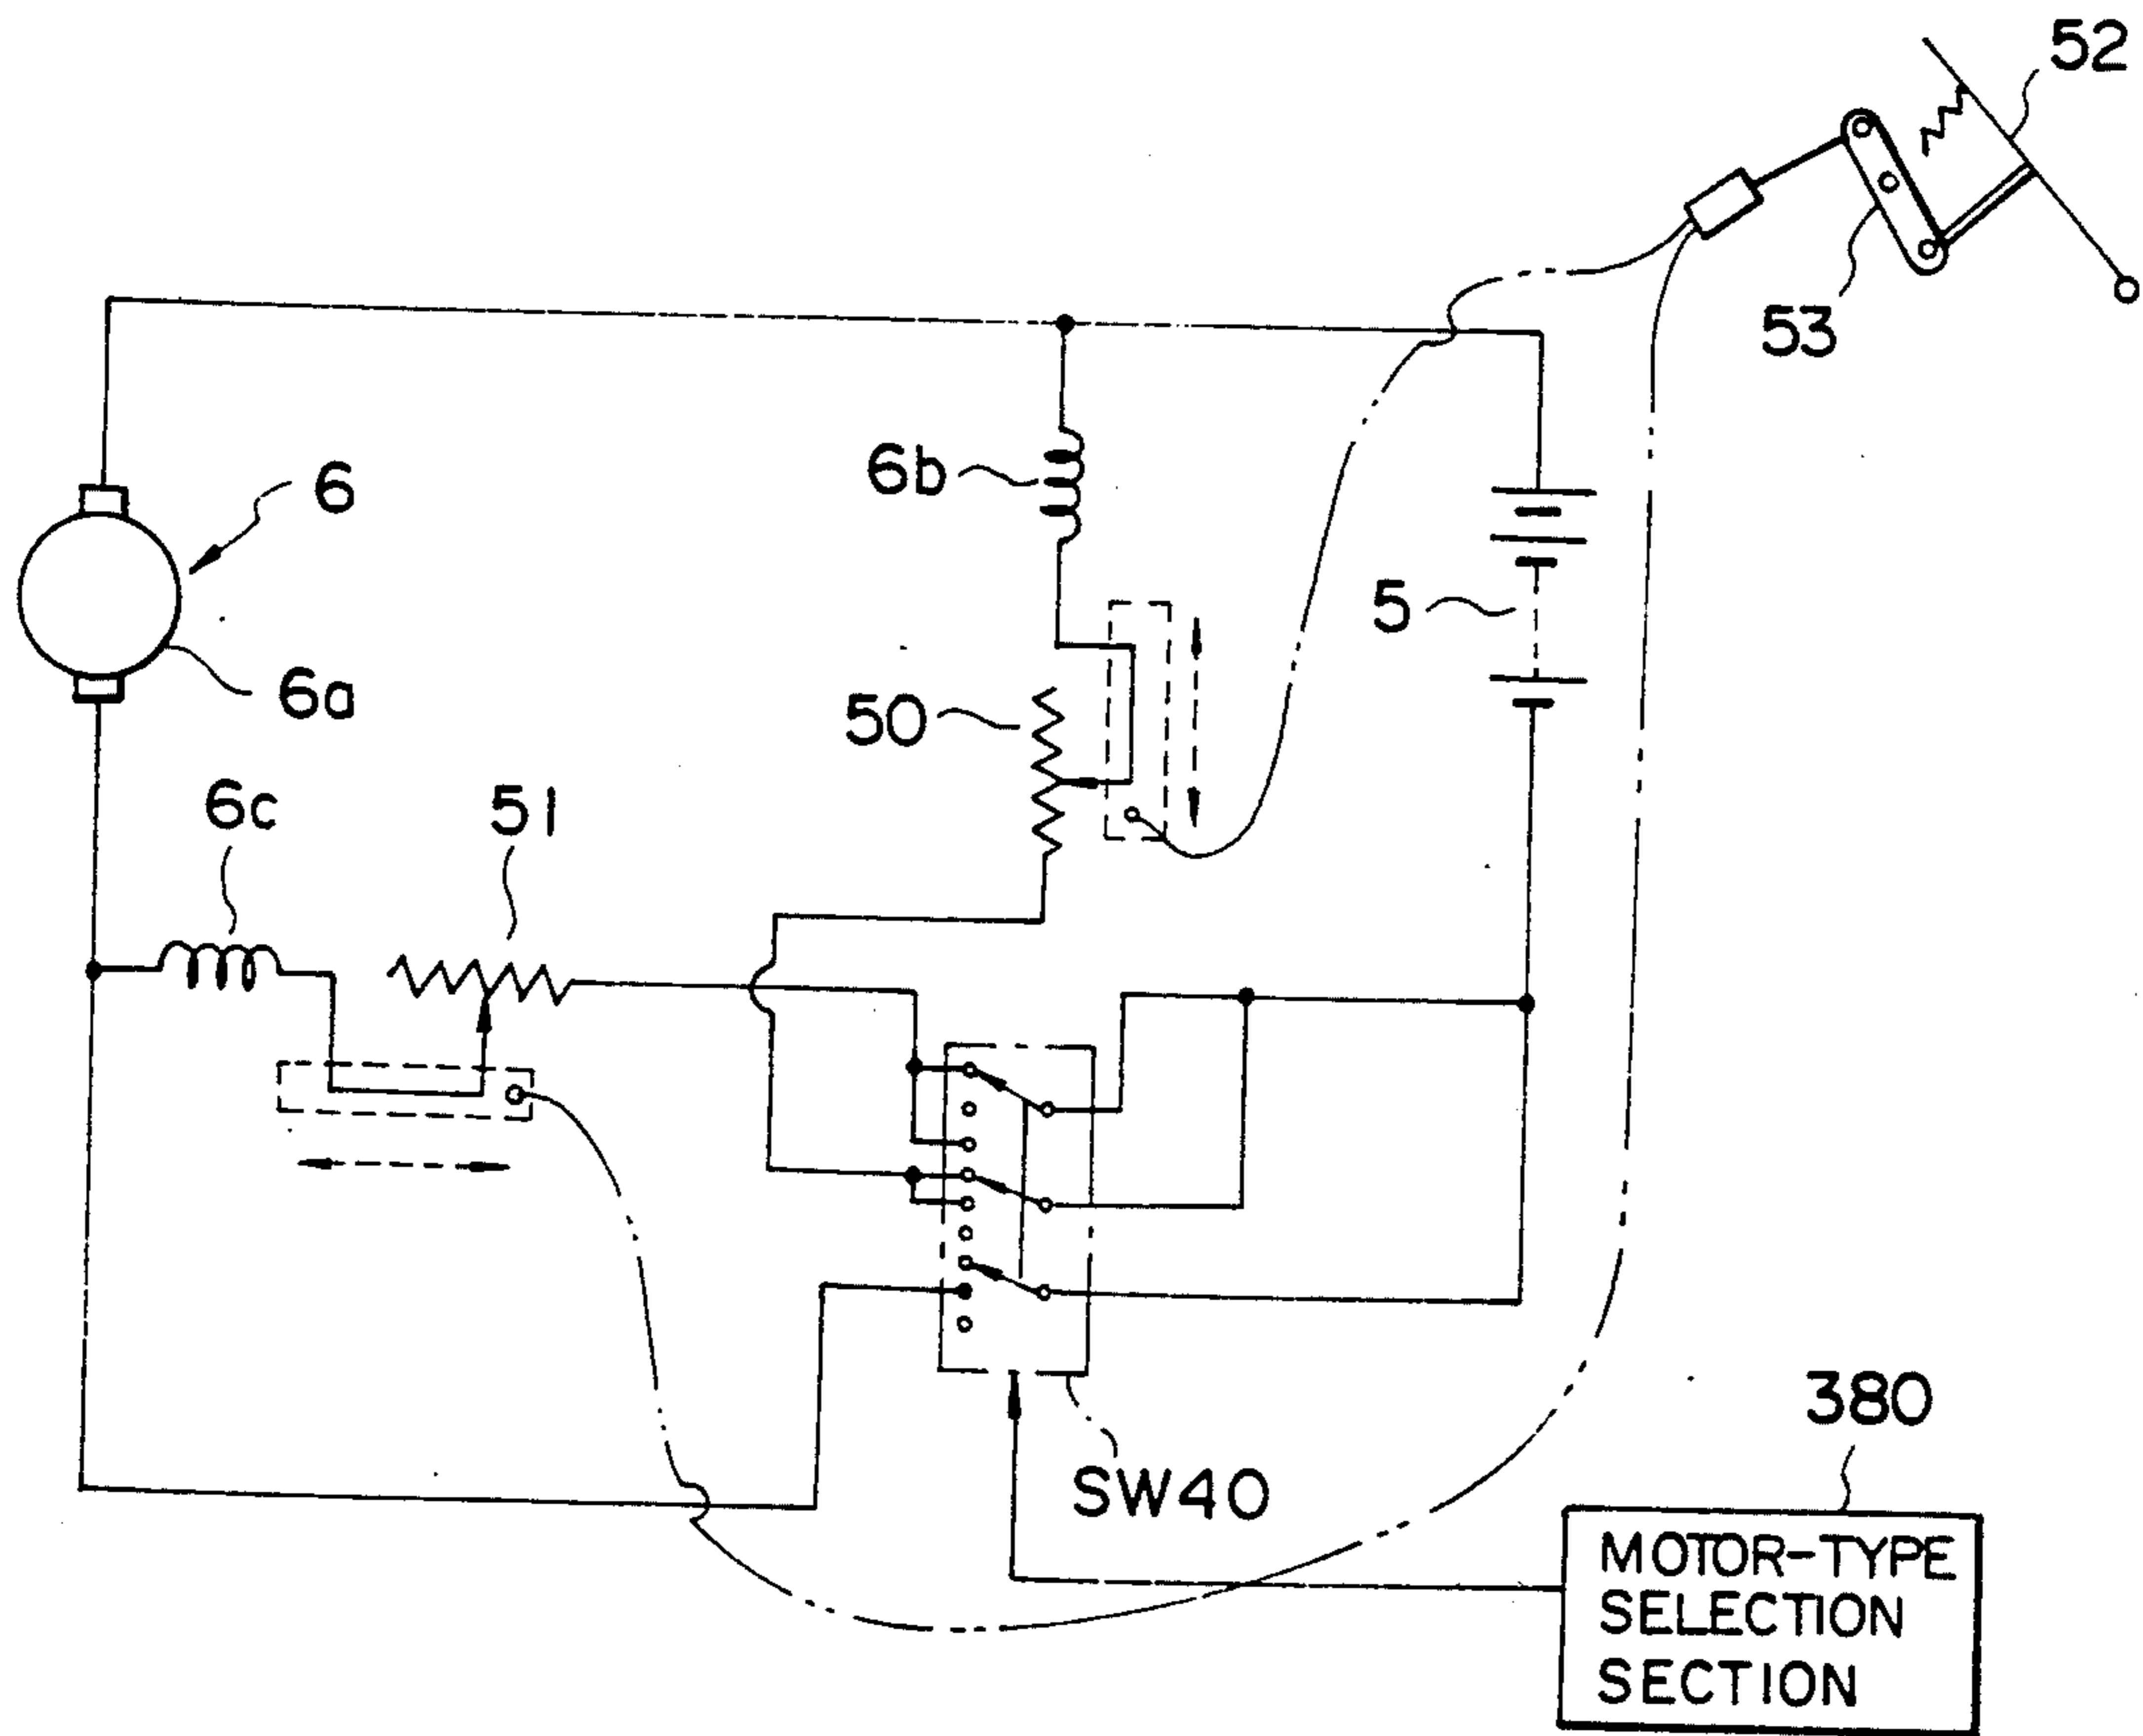 52
53
6
6b
5
6a
50
6c
51
SW40
380
MOTOR-TYPE
SELECTION
SECTION